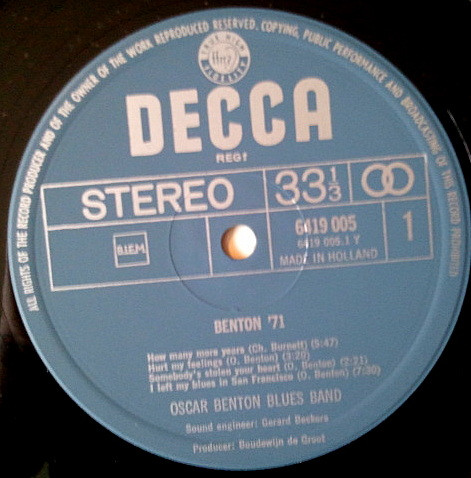 ALL RIGHTS OF THE RECORD PRODUCER AND OF THE OWNER OF THE WORK REPRODUCED RESERVED. COPYING, PUBLIC PERFORMANCE AND BROADCASTING OF THIS RECORD PROHIBITED
DECCA
REGT
STEREO
33 1/3
B.I.E.M.
6419 005
6419 005.1 Y
MADE IN HOLLAND
1
BENTON '71
How many more years (Ch. Burnett) (5:47)
Hurt my feelings (O. Benton) (3:20)
Somebody's stolen your heart (O. Benton) (2:21)
I left my blues in San Francisco (O. Benton) (7:30)
OSCAR BENTON BLUES BAND
Sound engineer: Gerard Beckers
Producer: Boudewijn de Groot